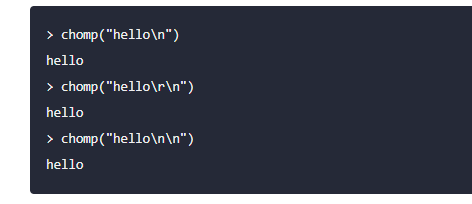 > chomp("hello\n")
hello
> chomp("hello\r\n")
hello
> chomp("hello\n\n")
hello